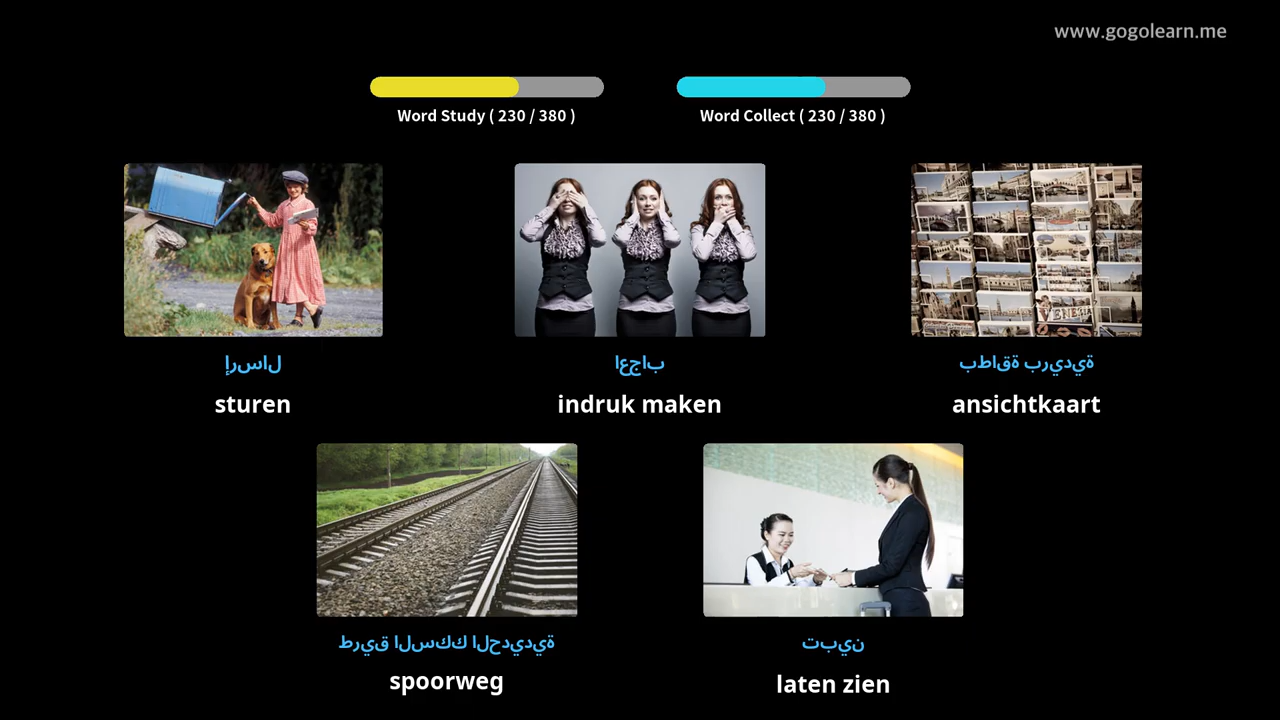 www.gogolearn.me
Word Study ( 230 / 380 )
Word Collect ( 230 / 380 )
إرسال
sturen
اعجاب
indruk maken
بطاقة بريدية
ansichtkaart
VENEZIA
طريق السكك الحديدية
spoorweg
تبين
laten zien